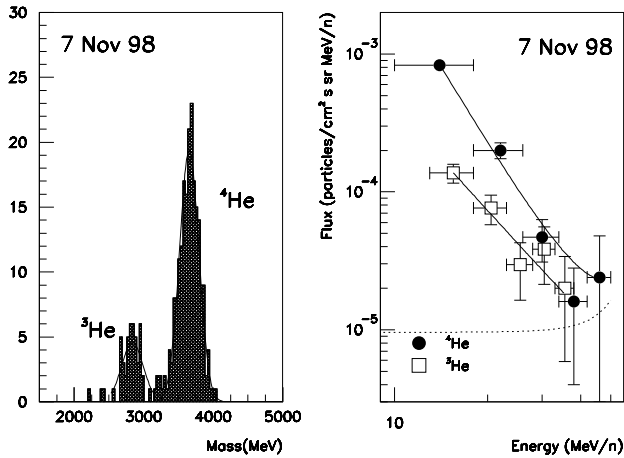 7 Nov 98
30
25
20
15
10
5
0
⁴He
³He
2000 3000 4000 5000
Mass(MeV)
7 Nov 98
Flux (particles/cm² s sr MeV/n)
10⁻³
10⁻⁴
10⁻⁵
⁴He
³He
10
Energy (MeV/n)